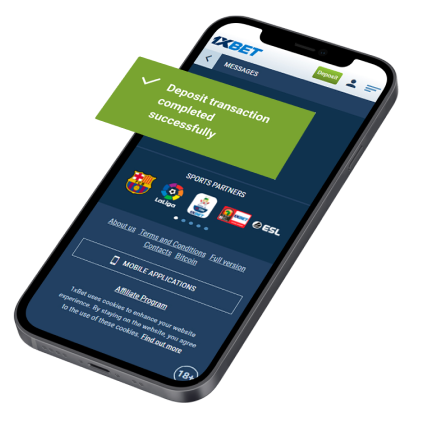 1XBET
Deposit
MESSAGES
Deposit transaction
completed
successfully
SPORTS PARTNERS
LaLiga
ESL
About us Terms and Conditions Full version
Contacts Bitcoin
MOBILE APPLICATIONS
Affiliate Program
1xBet uses cookies to enhance your website
experience. By staying on the website, you agree
to the use of these cookies. Find out more
18+